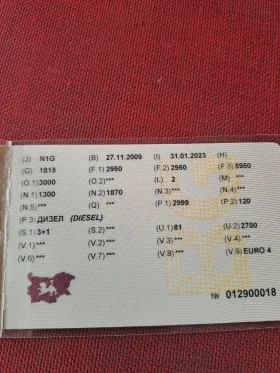 (J) N1G (B) 27.11.2009 (I) 31.01.2023 (H)
(G) 1815 (F.1) 2950 (F.2) 2950 (F.3) 5950
(O.1) 3000 (O.2)*** (L) 2 (M) ***
(N.1) 1300 (N.2) 1870 (N.3)*** (N.4)***
(N.5)*** (Q) *** (P.1) 2999 (P.2) 120
(P.3) ДИЗЕЛ (DIESEL)
(S.1) 3+1 (S.2) *** (U.1) 81 (U.2) 2700
(V.1) *** (V.2) *** (V.3) *** (V.4) ***
(V.6) *** (V.7) *** (V.8) *** (V.9) EURO 4
№ 012900018